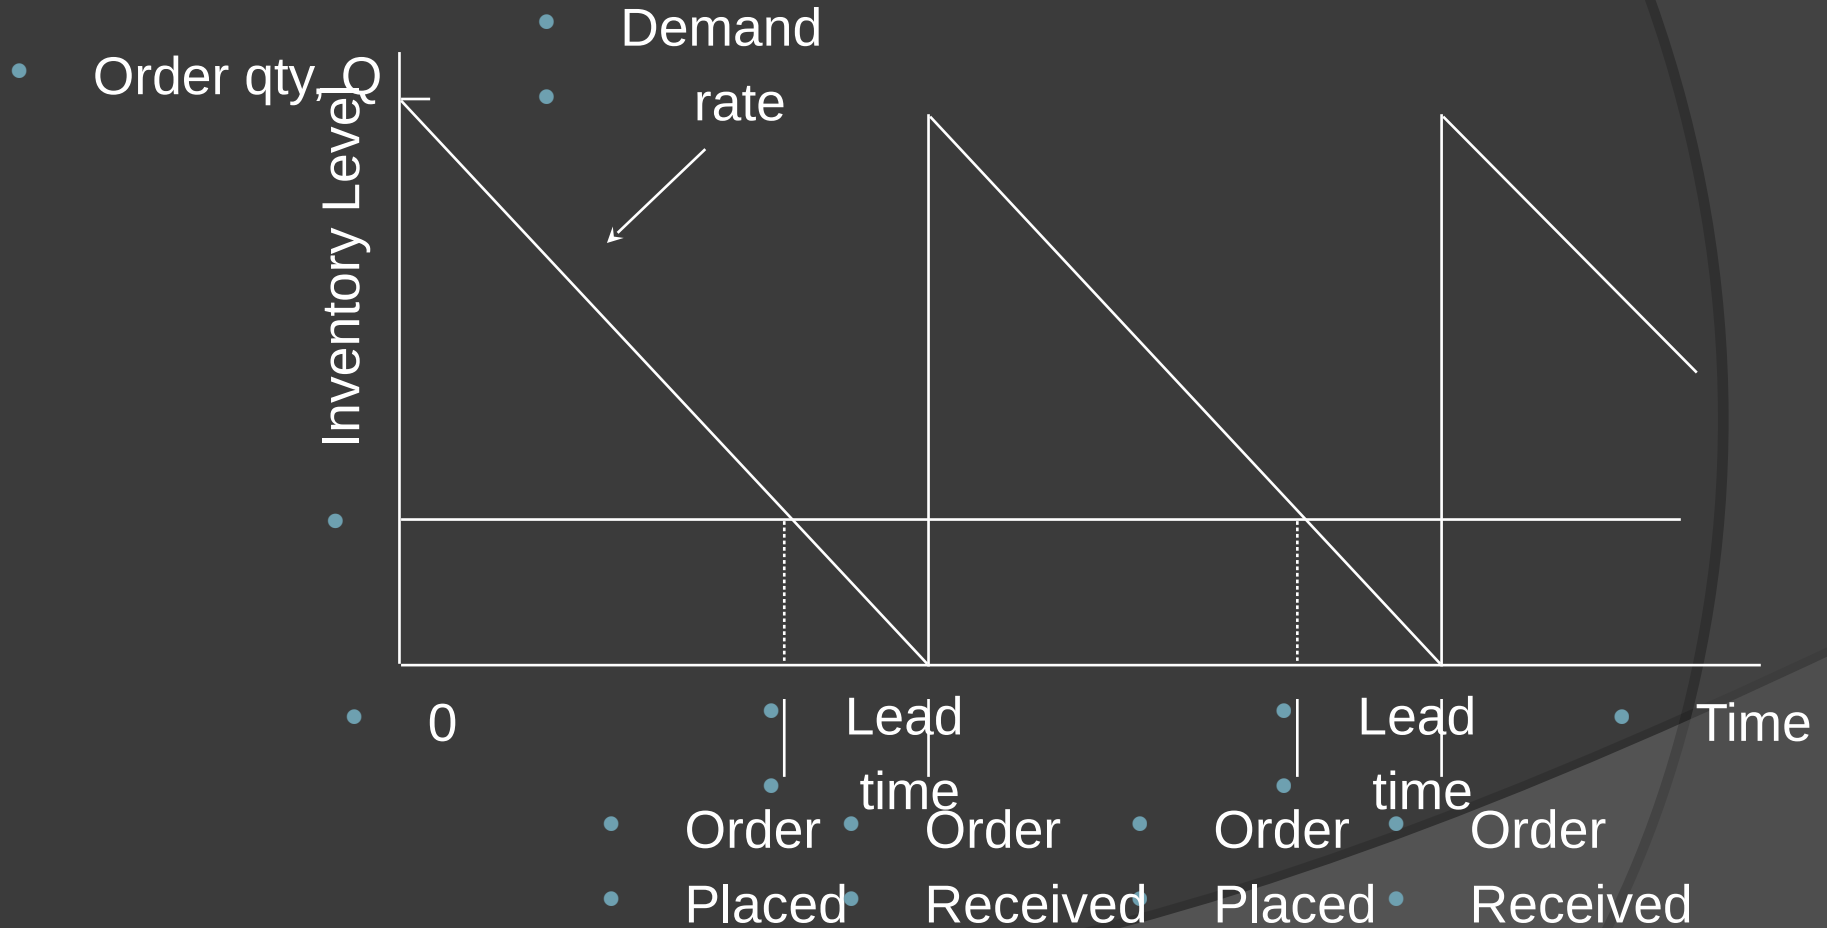 Demand
rate
Order qty, Q
Inventory Level
0
Lead
time
Lead
time
Time
Order
Placed
Order
Received
Order
Placed
Order
Received